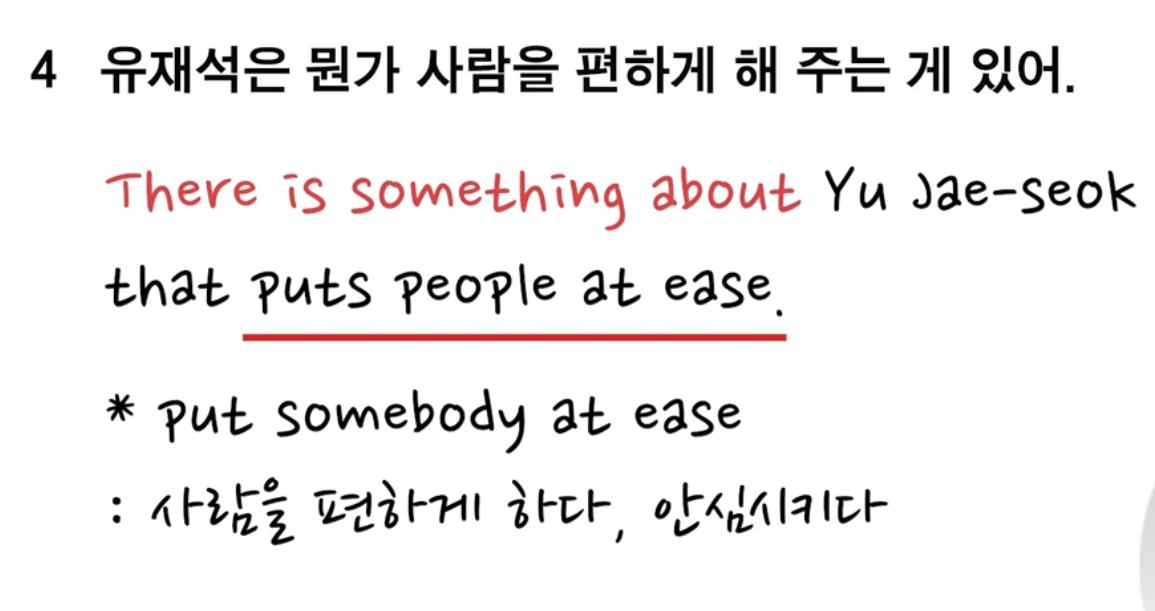 4 유재석은 뭔가 사람을 편하게 해 주는 게 있어.
There is something about Yu Jae-seok
that puts people at ease.
* put somebody at ease
: 사람을 편하게 하다, 안심시키다